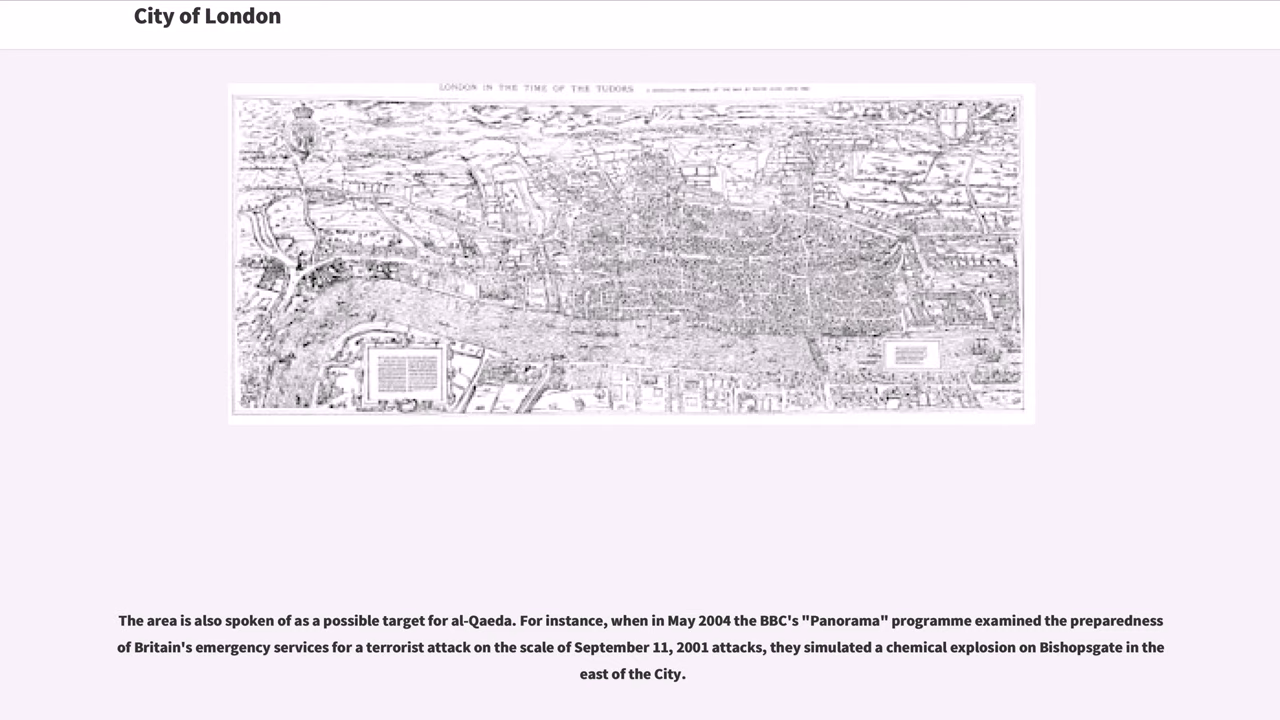 City of London
LONDON IN THE TIME OF THE TUDORS
The area is also spoken of as a possible target for al-Qaeda. For instance, when in May 2004 the BBC's "Panorama" programme examined the preparedness
of Britain's emergency services for a terrorist attack on the scale of September 11, 2001 attacks, they simulated a chemical explosion on Bishopsgate in the
east of the City.